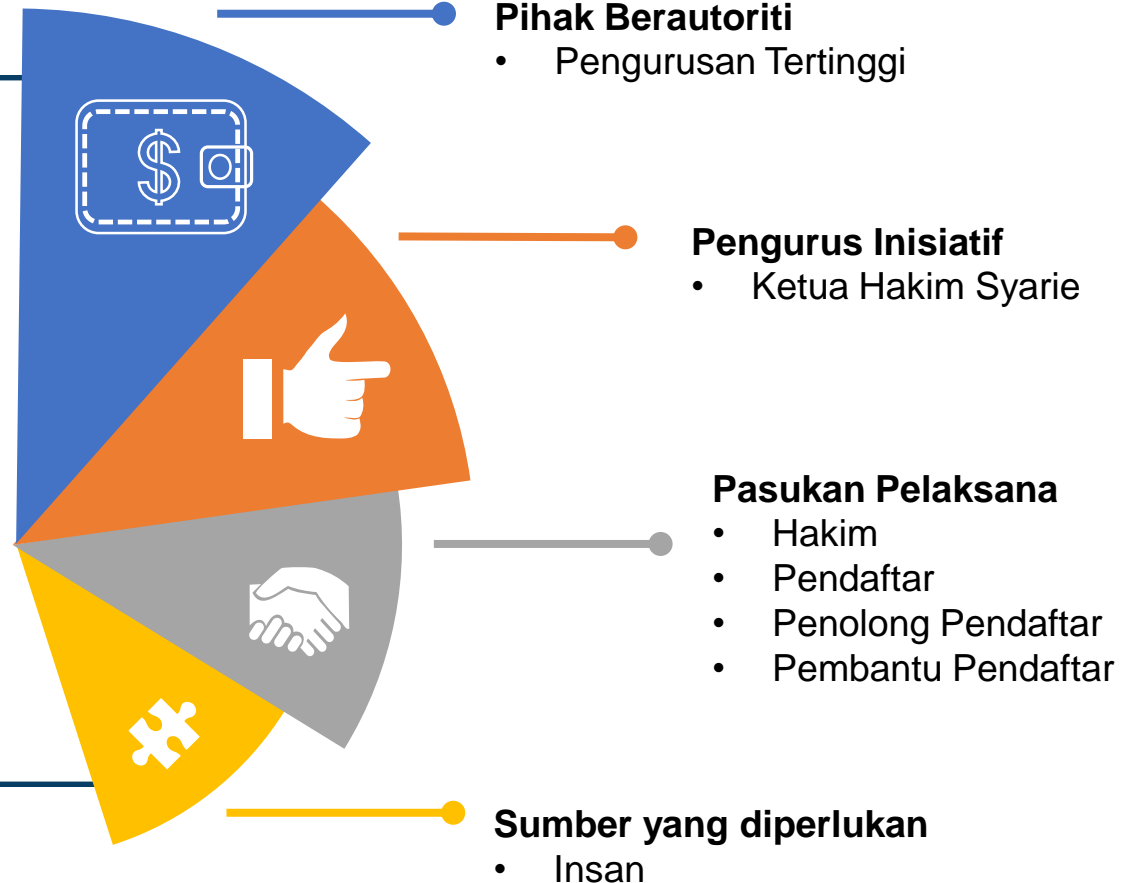 Pihak Berautoriti
• Pengurusan Tertinggi
$
Pengurus Inisiatif
• Ketua Hakim Syarie
Pasukan Pelaksana
• Hakim
• Pendaftar
• Penolong Pendaftar
• Pembantu Pendaftar
Sumber yang diperlukan
• Insan